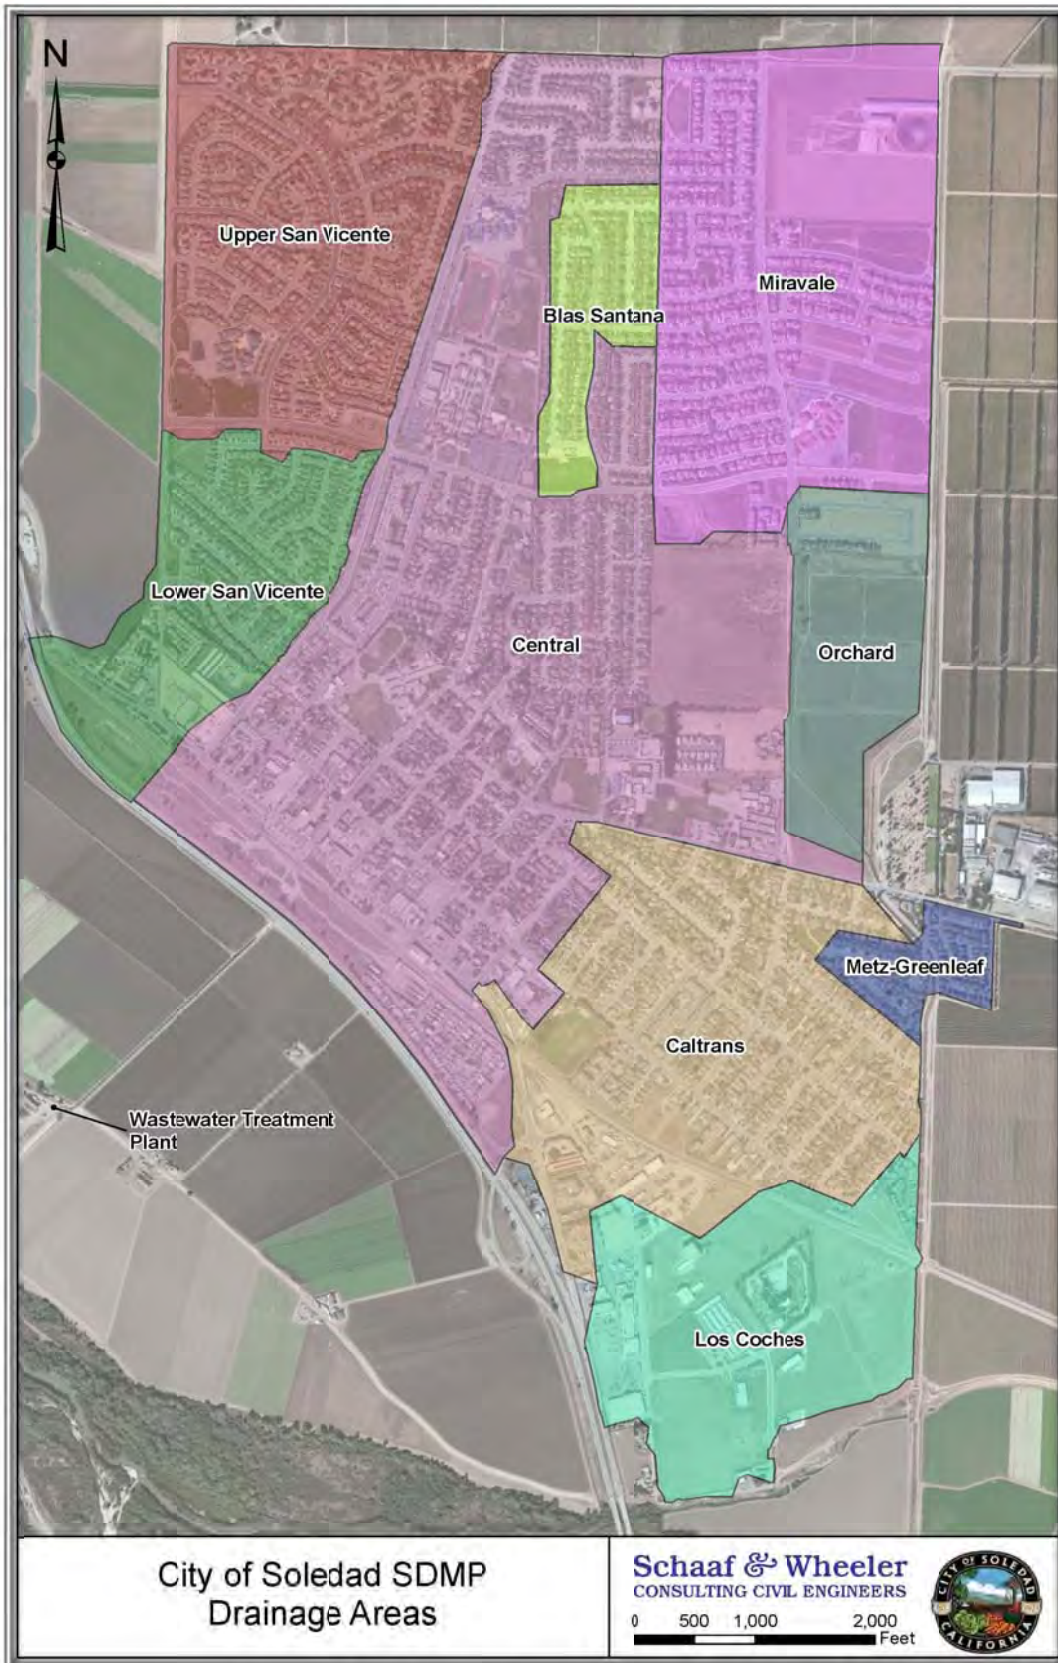 N
Upper San Vicente
Miravale
Blas Santana
Lower San Vicente
Central
Orchard
Metz-Greenleaf
Caltrans
Wastewater Treatment
Plant
Los Coches
City of Soledad SDMP
Drainage Areas
Schaaf & Wheeler
CONSULTING CIVIL ENGINEERS
0 500 1,000 2,000
Feet
CITY OF SOLEDAD
CALIFORNIA